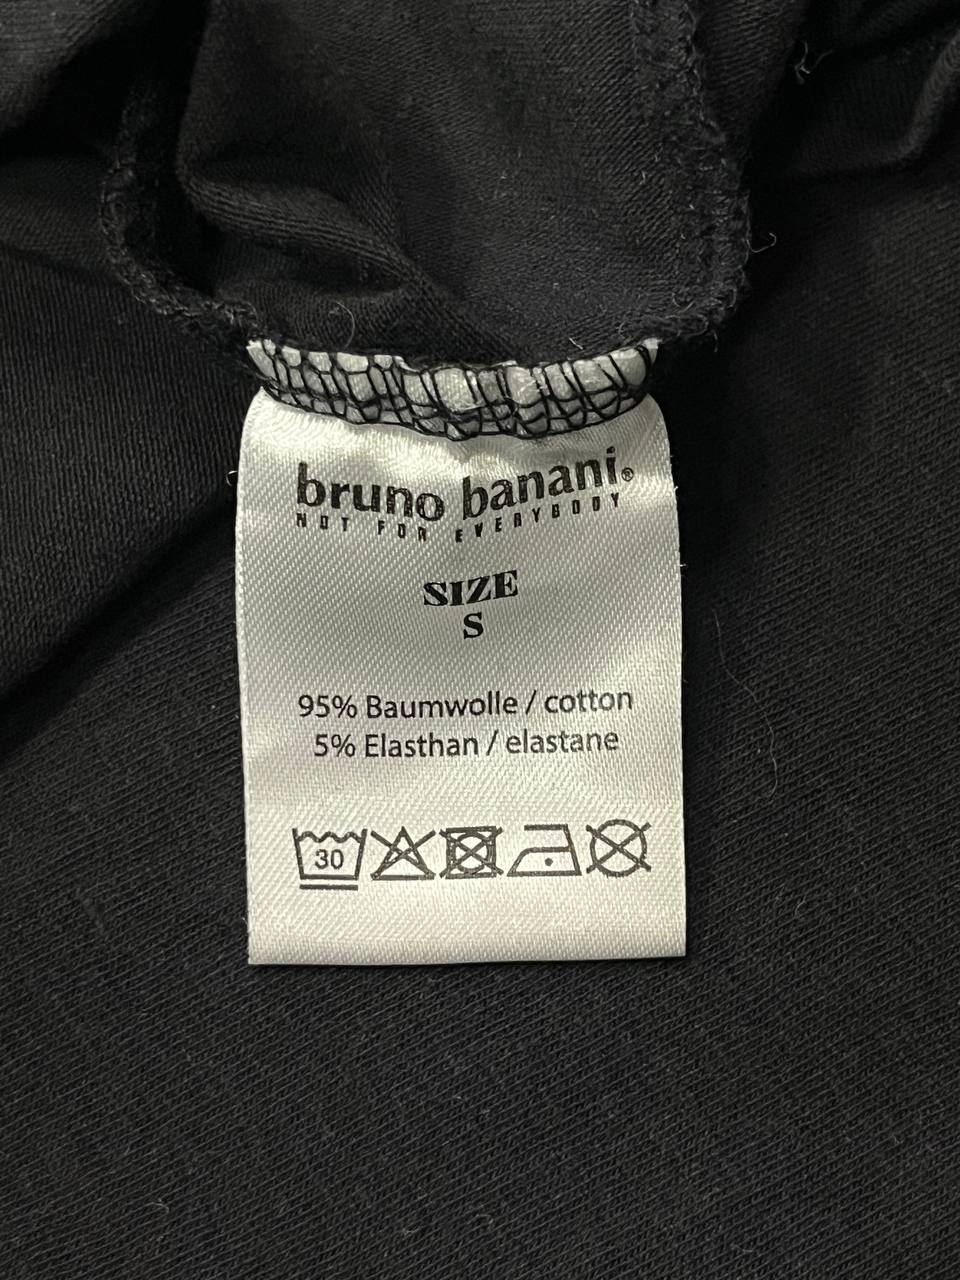 bruno banani®
NOT FOR EVERYBODY
SIZE
S
95% Baumwolle / cotton
5% Elasthan / elastane
30